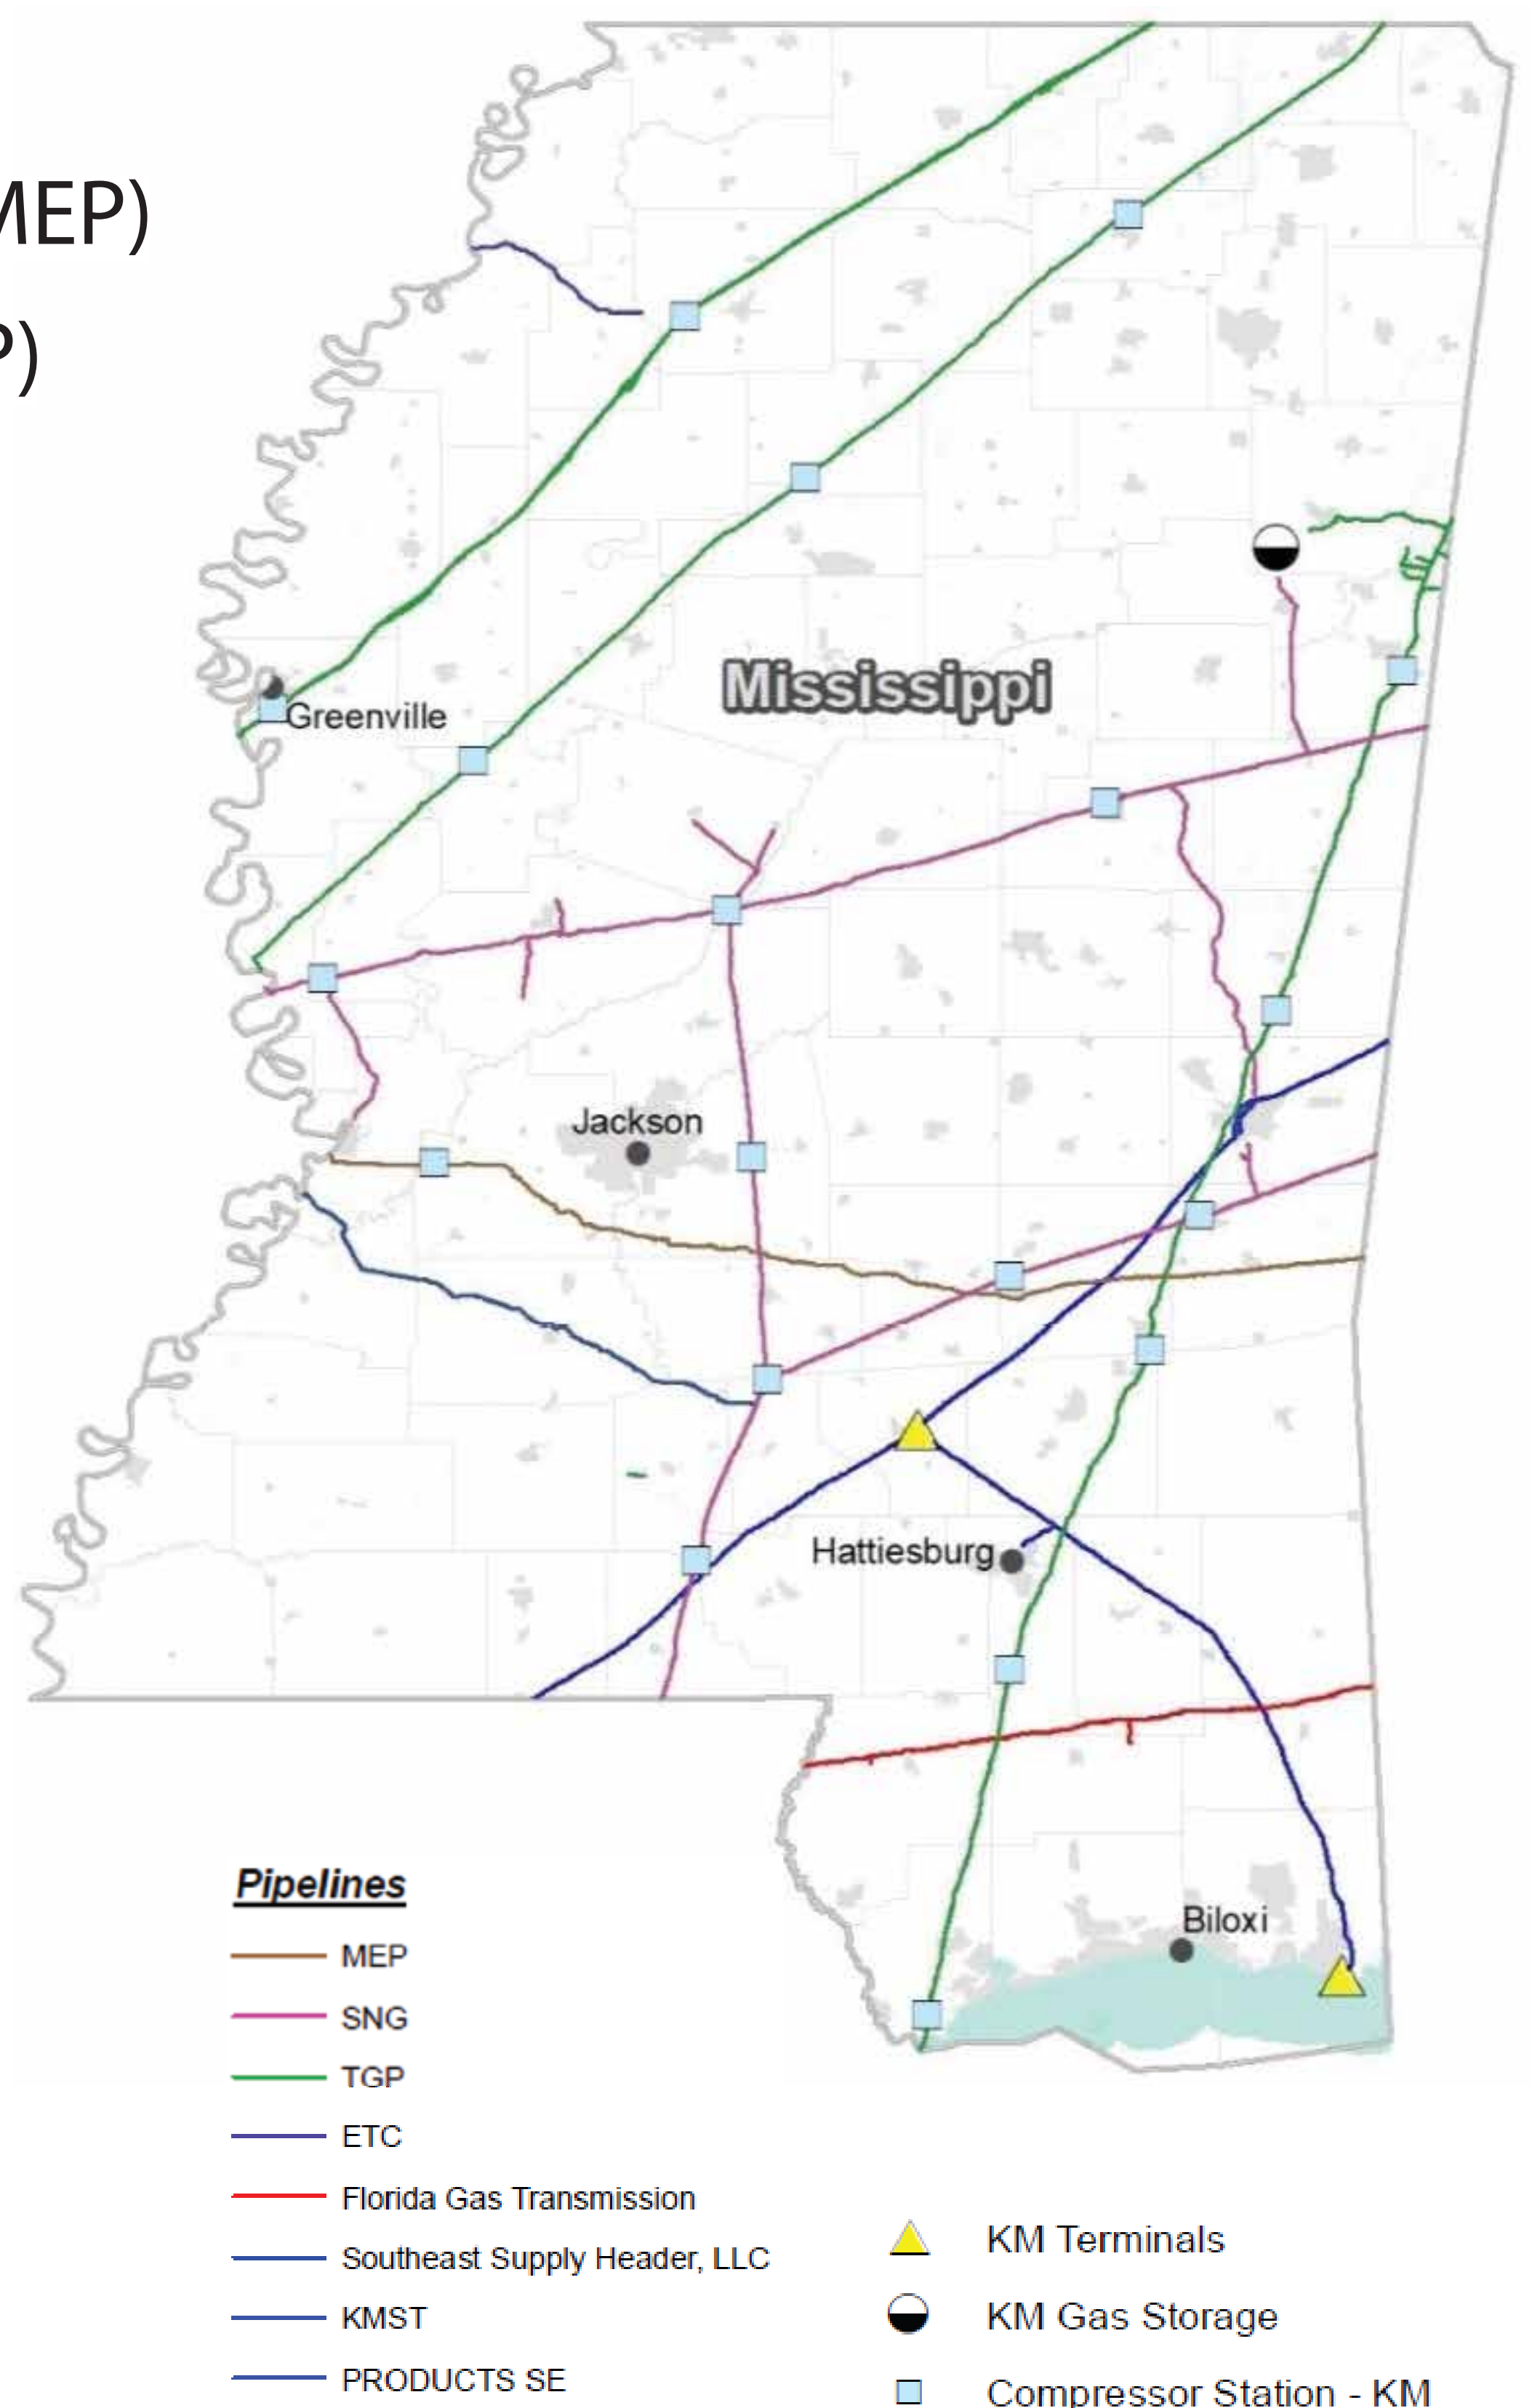 MEP)
P)
Mississippi
Greenville
Jackson
Hattiesburg
Biloxi
Pipelines
MEP
SNG
TGP
ETC
Florida Gas Transmission
Southeast Supply Header, LLC
KMST
PRODUCTS SE
KM Terminals
KM Gas Storage
Compressor Station - KM